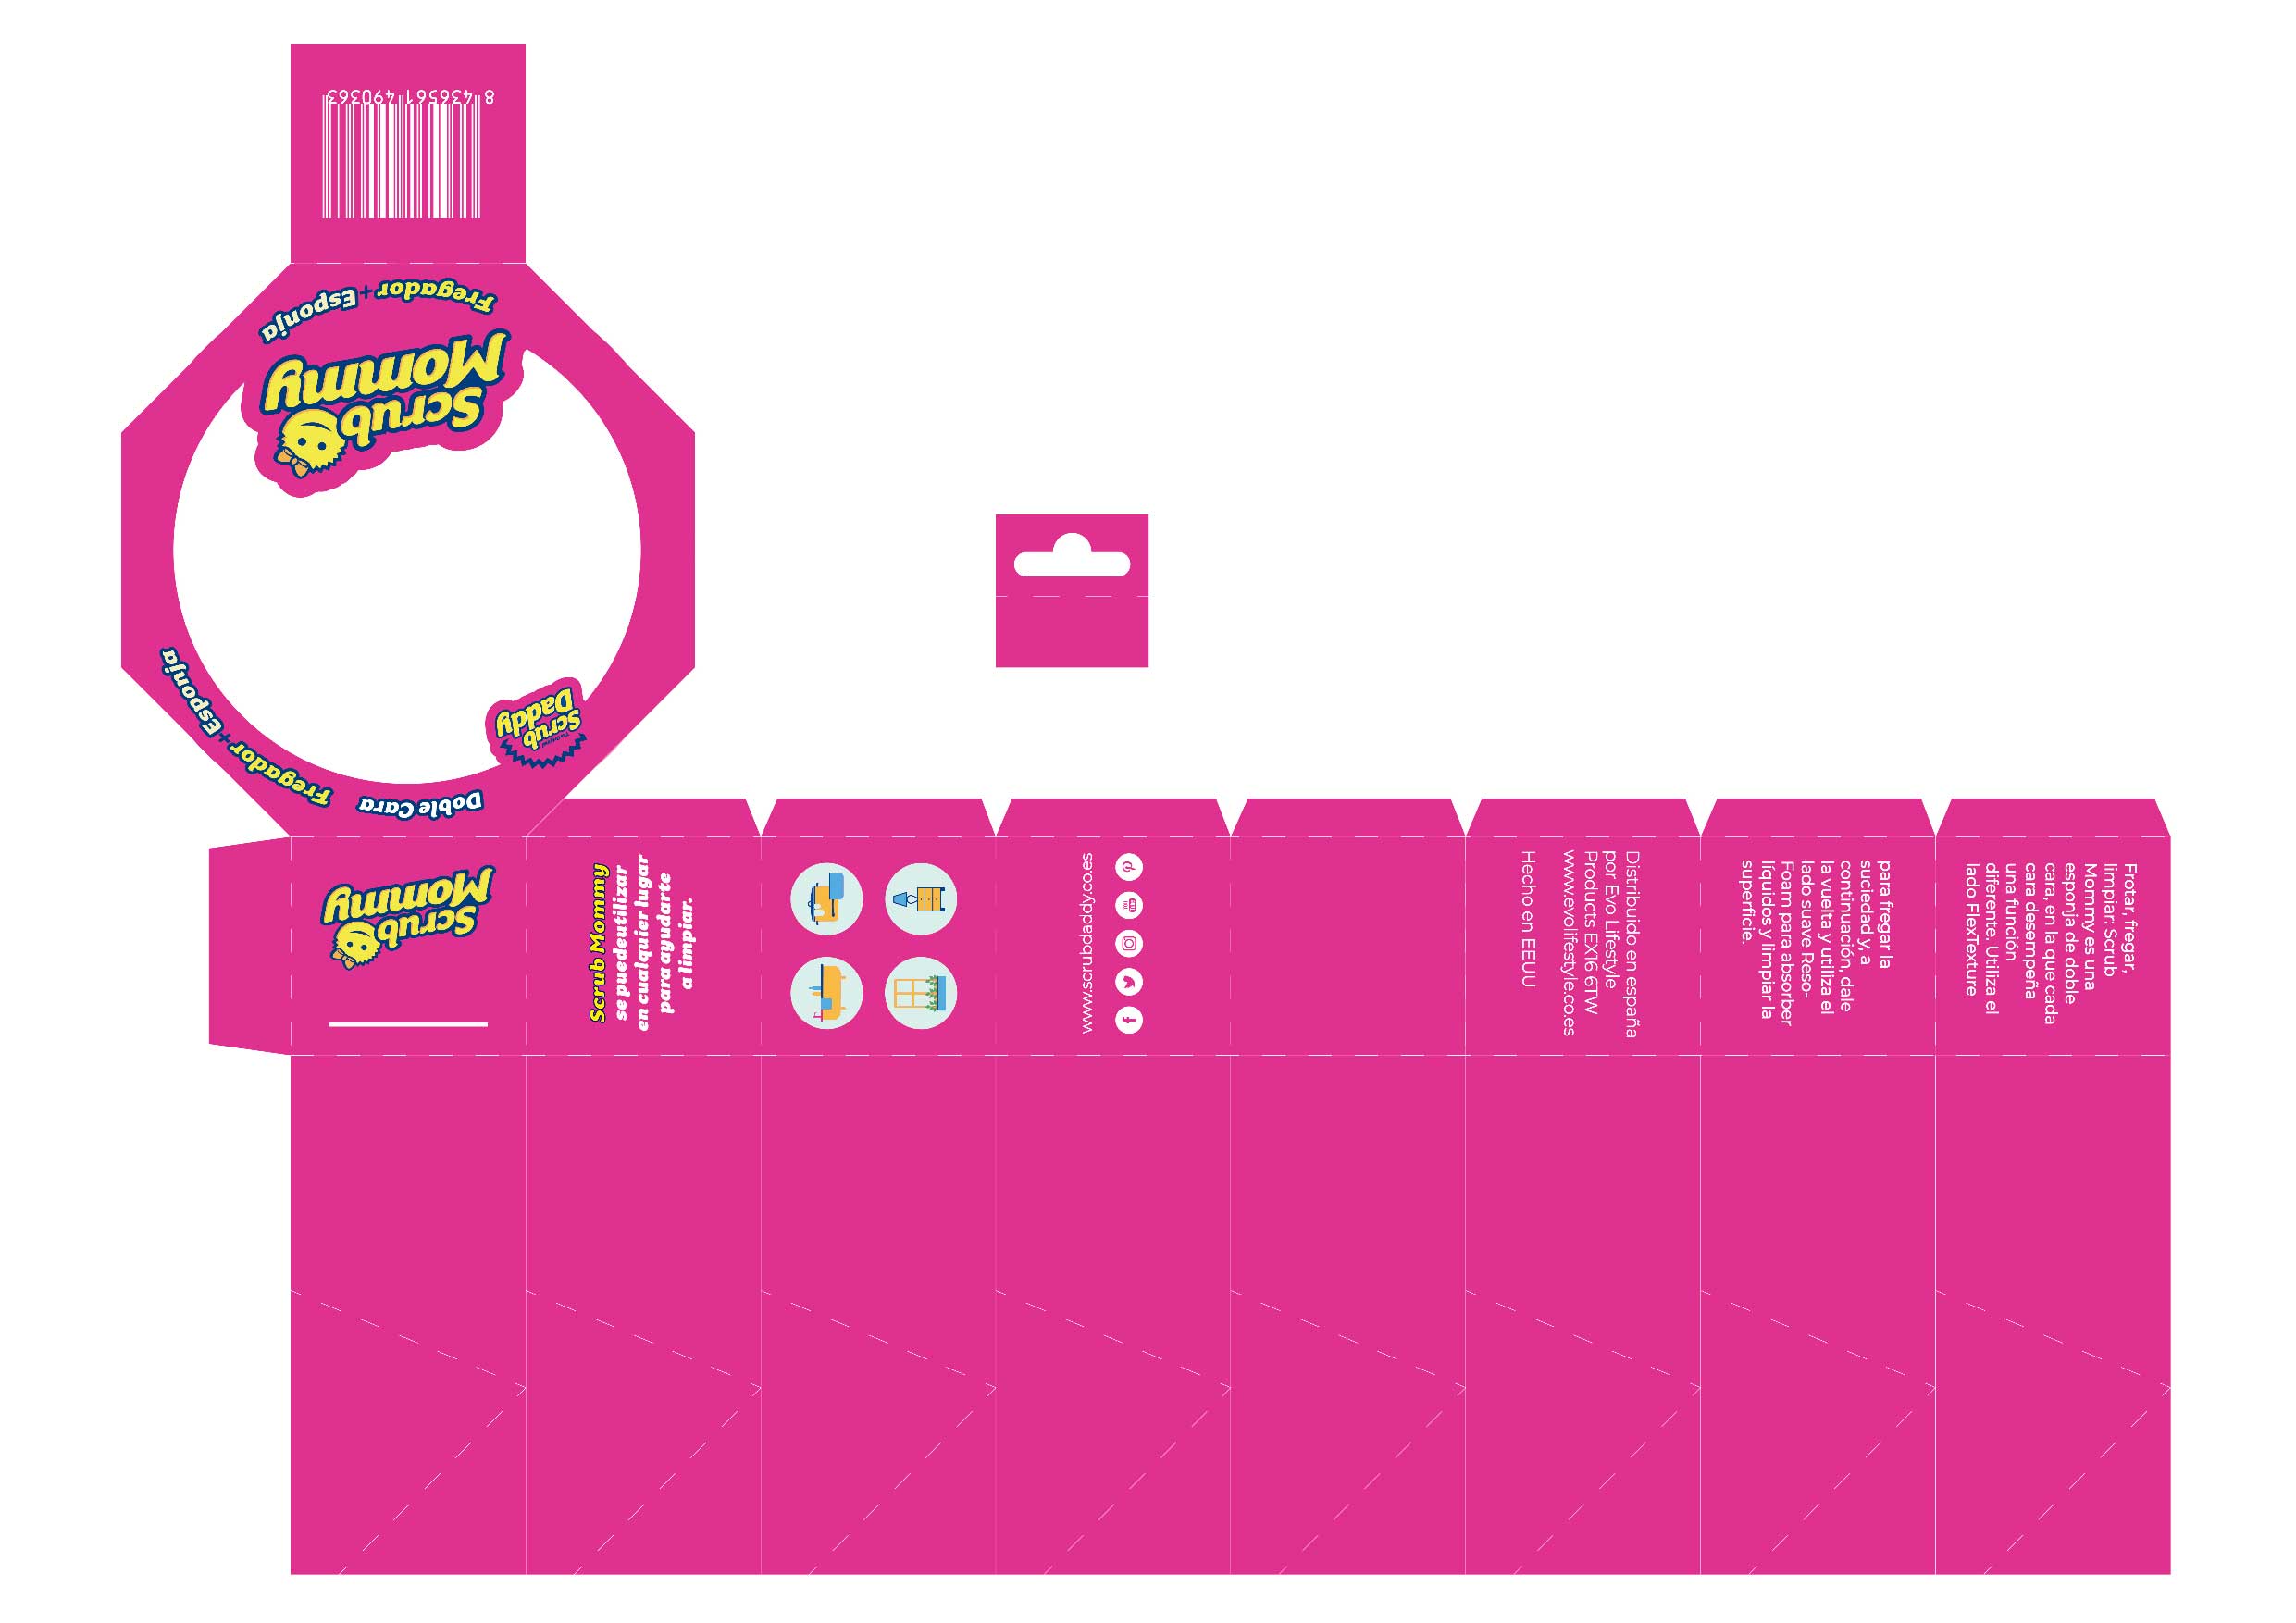 8 436561 490363
Fregador + Esponja
Scrub
Mommy
The Original
Scrub
Daddy
Fregador + Esponja
Doble Cara
Scrub
Mommy
Scrub Mommy
se puedeutilizar
en cualquier lugar
para ayudarte
a limpiar.
www.scrubdaddy.co.es
Distribuido en españa
por Evo Lifestyle
Products EX16 6TW
www.evolifestyle.co.es
Hecho en EEUU
Frotar, fregar,
limpiar: Scrub
Mommy es una
esponja de doble
cara, en la que cada
cara desempeña
una función
diferente. Utiliza el
lado FlexTexture
para fregar la
suciedad y, a
continuación, dale
la vuelta y utiliza el
lado suave Reso-
Foam para absorber
líquidos y limpiar la
superficie.